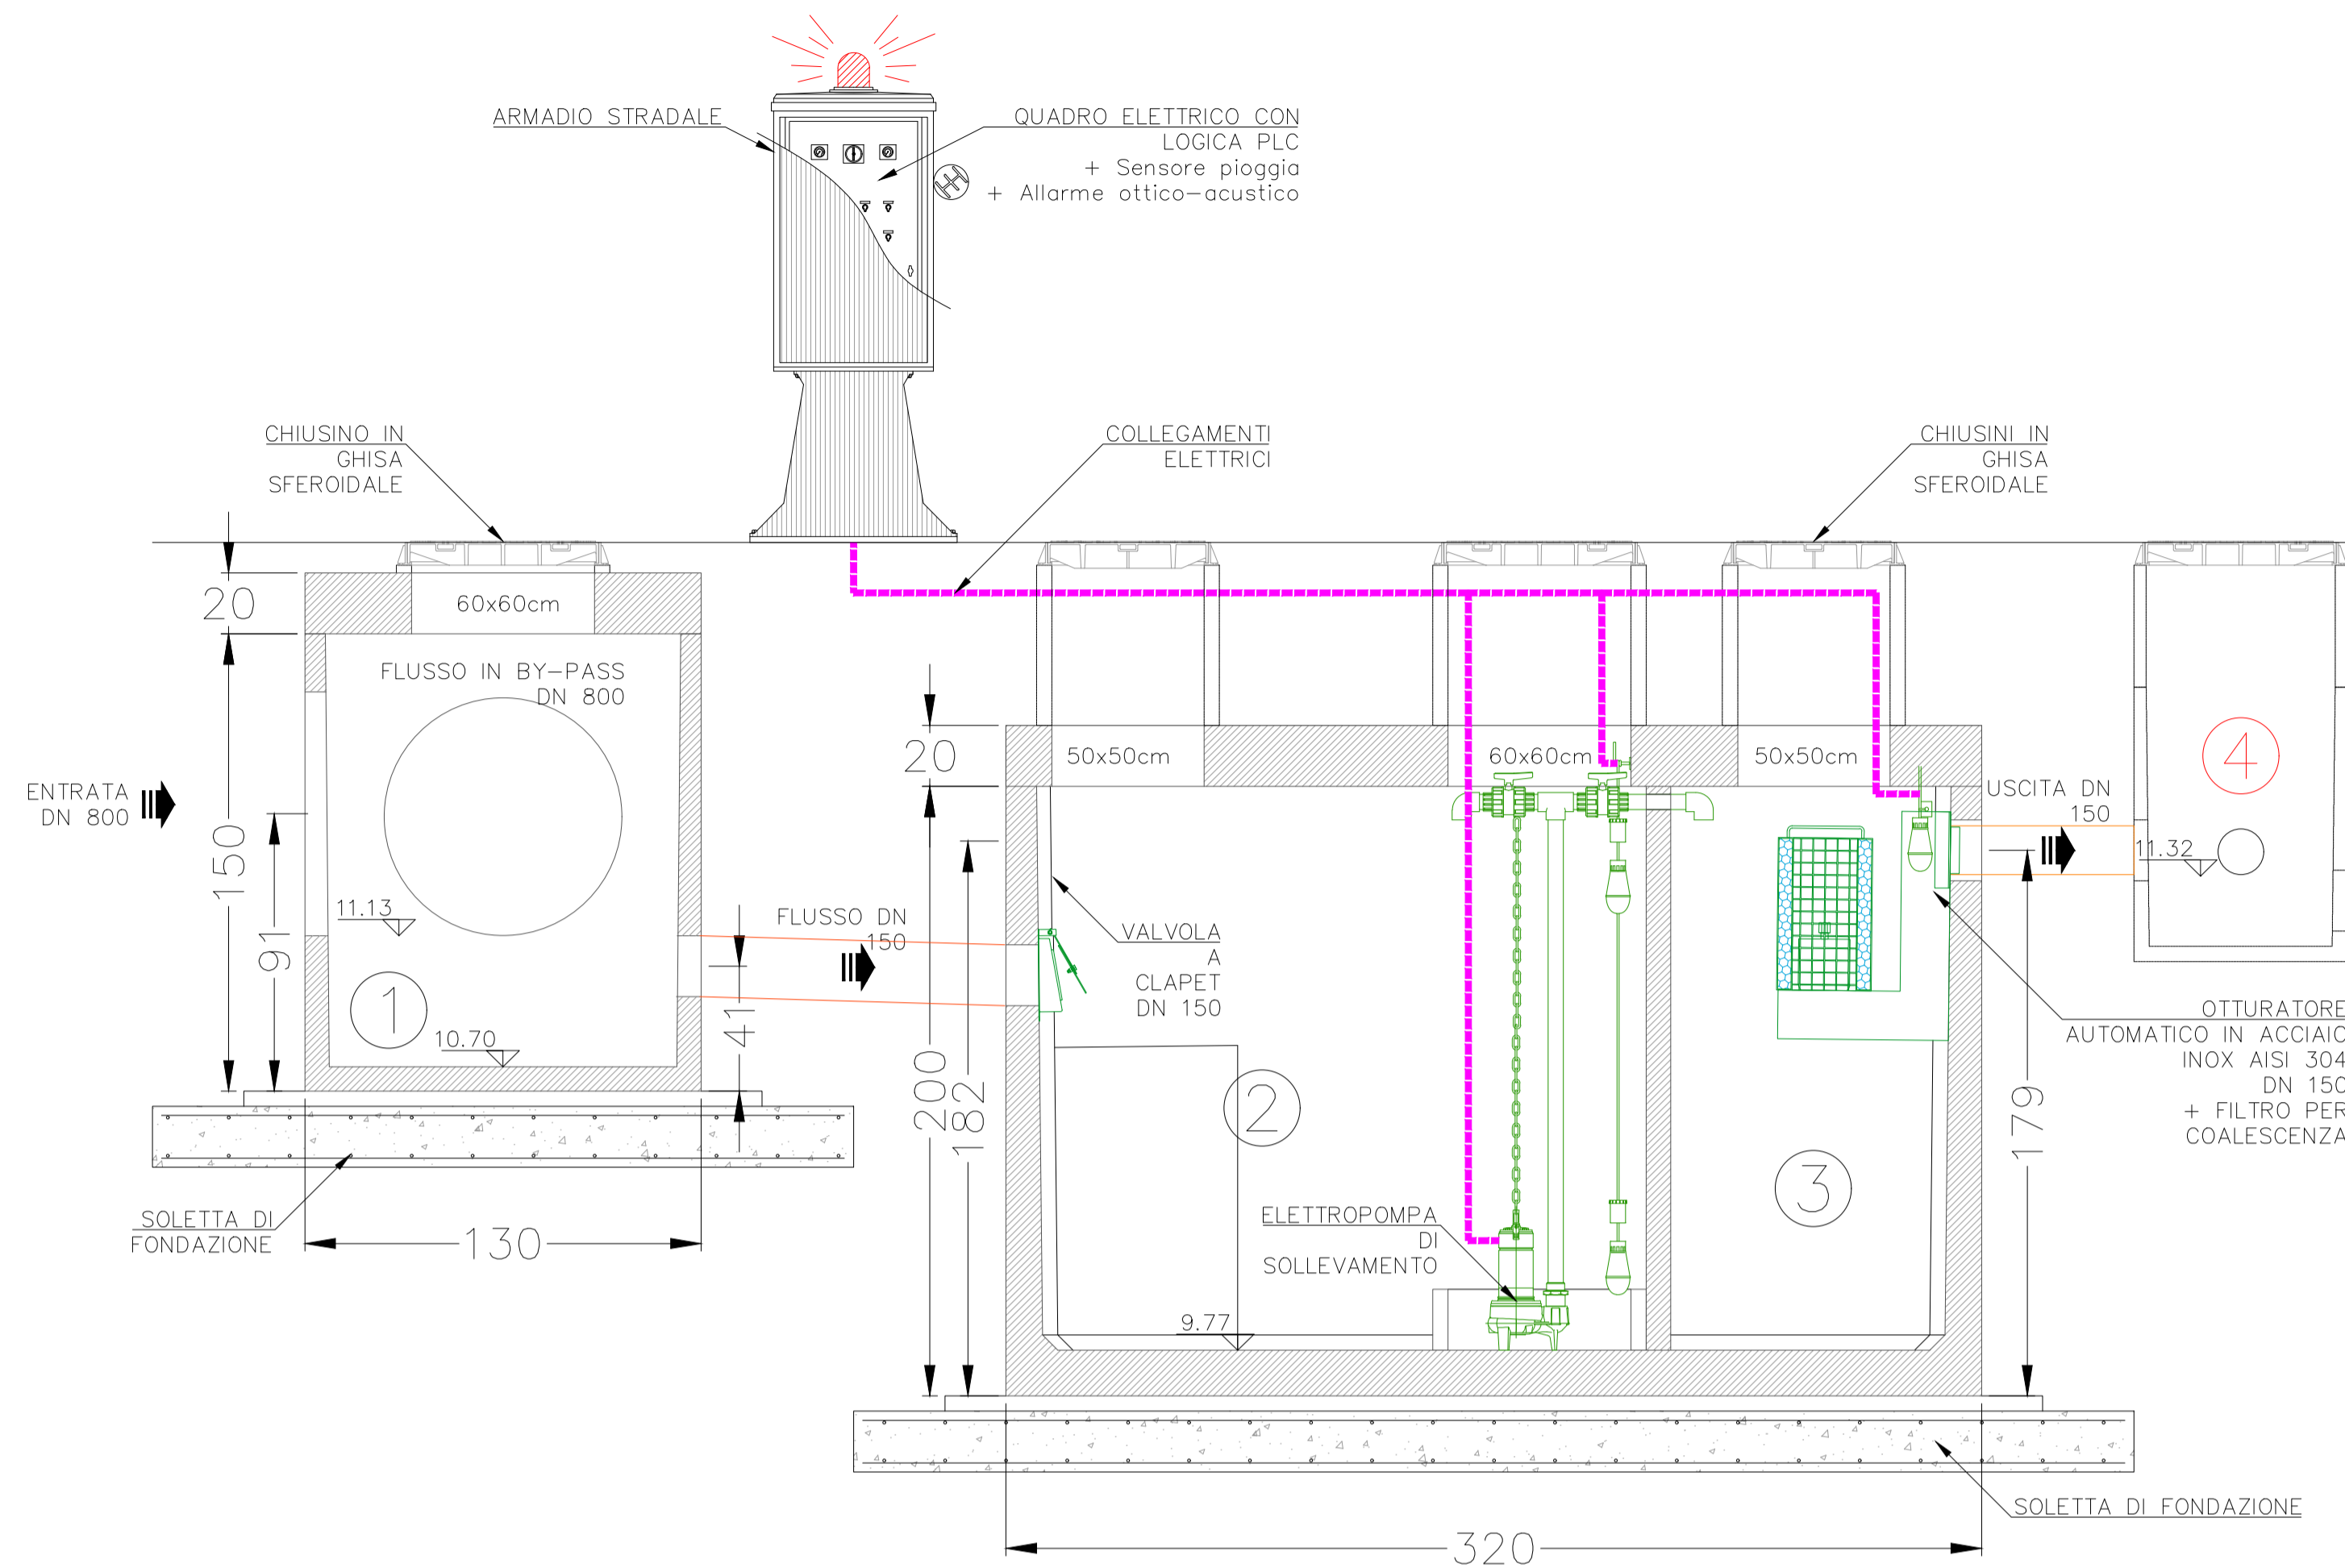 ARMADIO STRADALE
QUADRO ELETTRICO CON
LOGICA PLC
+ Sensore pioggia
+ Allarme ottico-acustico
CHIUSINO IN
GHISA
SFEROIDALE
COLLEGAMENTI
ELETTRICI
CHIUSINI IN
GHISA
SFEROIDALE
20
60x60cm
FLUSSO IN BY-PASS
DN 800
ENTRATA
DN 800
150
91
11.13
1
10.70
41
FLUSSO DN
150
SOLETTA DI
FONDAZIONE
130
20
50x50cm
60x60cm
50x50cm
VALVOLA
A
CLAPET
DN 150
200
182
2
ELETTROPOMPA
DI
SOLLEVAMENTO
9.77
3
USCITA DN
150
11.32
4
179
OTTURATORE
AUTOMATICO IN ACCIAIO
INOX AISI 304
DN 150
+ FILTRO PER
COALESCENZA
SOLETTA DI FONDAZIONE
320